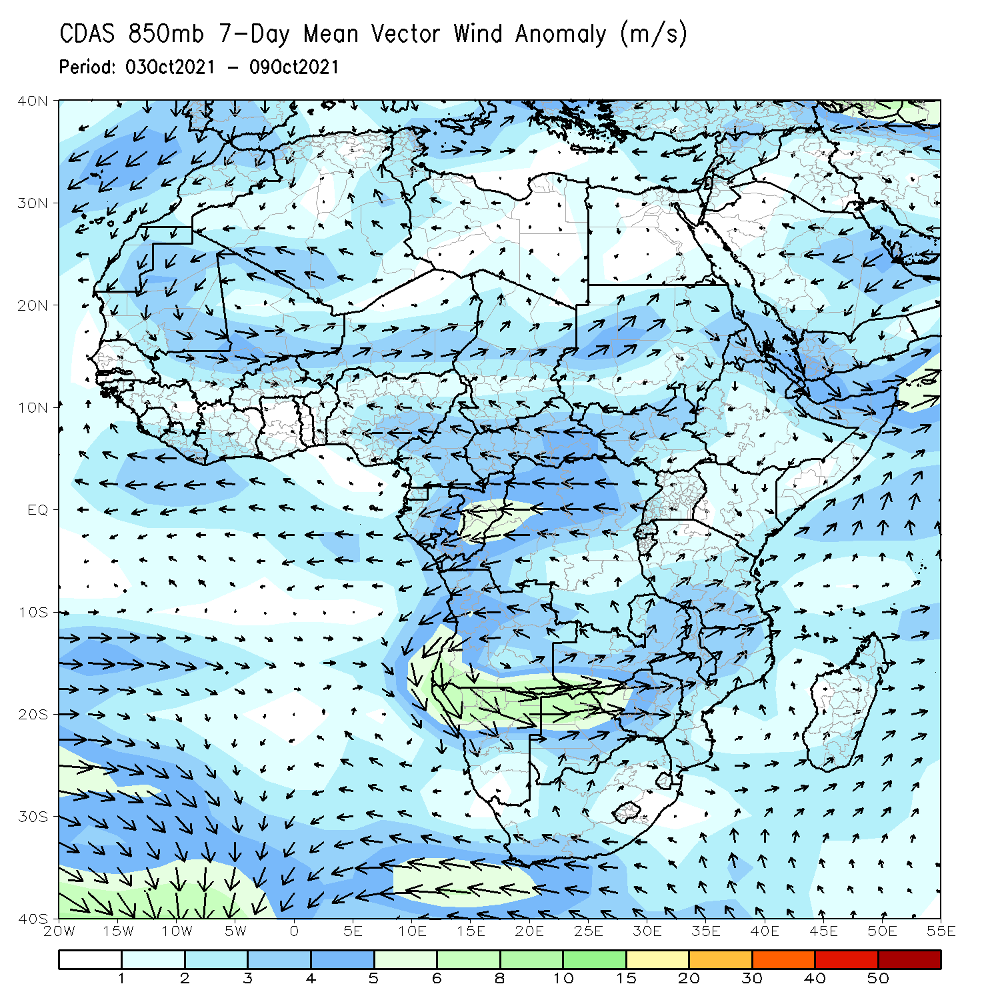 CDAS 850mb 7-Day Mean Vector Wind Anomaly (m/s)
Period: 03Oct2021 - 09Oct2021
40N
30N
20N
10N
EQ
10S
20S
30S
40S
20W 15W 10W 5W 0 5E 10E 15E 20E 25E 30E 35E 40E 45E 50E 55E
1 2 3 4 5 6 8 10 15 20 30 40 50